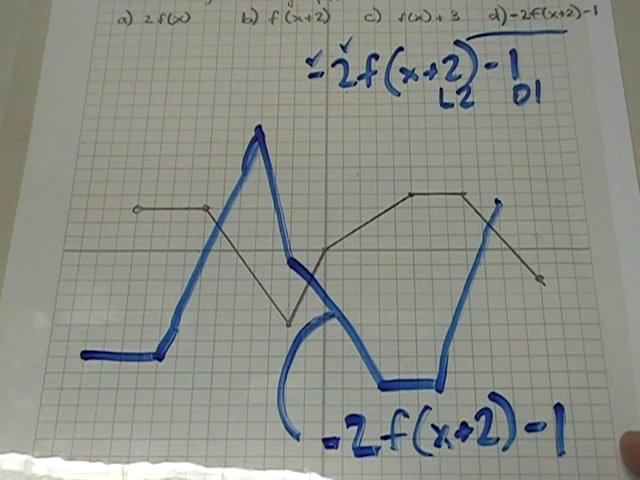 a) 2f(x) b) f(x+2) c) f(x)+3 d) -2f(x+2)-1
- 2f(x+2)-1
L2 D1
-2f(x+2)-1